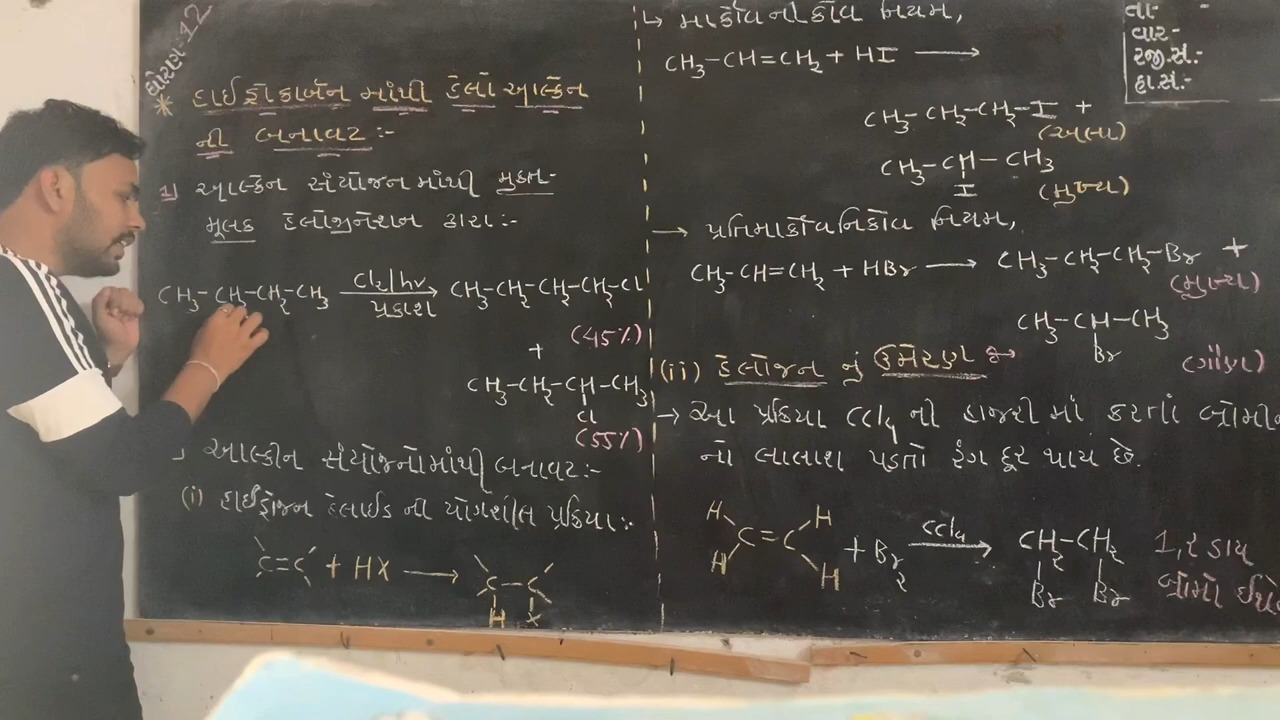 ધોરણ-12
* હાઈડ્રોકાર્બન માંથી હેલો આલ્કેન
ની બનાવટ :-
1) આલ્કેન સંયોજન માંથી મુક્ત-
મૂલક હેલોજીનેશન દ્વારા:-
CH₃-CH₂-CH₂-CH₃ —Cl₂/hν→ CH₃-CH₂-CH₂-CH₂-Cl
પ્રકાશ
(45%)
+
CH₃-CH₂-CH-CH₃
Cl
(55%)
આલ્કીન સંયોજનોમાંથી બનાવટ:-
(i) હાઈડ્રોજન હેલાઈડ ની યોગશીલ પ્રક્રિયા:-
C=C + HX → C-C
H X
↳ માર્કોવનીકોવ નિયમ,
CH₃-CH=CH₂ + HI →
CH₃-CH₂-CH₂-I +
(અલ્પ)
CH₃-CH-CH₃
I
(મુખ્ય)
→ પ્રતિમાર્કોવનિકોવ નિયમ,
CH₃-CH=CH₂ + HBr → CH₃-CH₂-CH₂-Br +
(મુખ્ય)
CH₃-CH-CH₃
Br
(ગૌણ)
(ii) હેલોજન નું ઉમેરણ
→ આ પ્રક્રિયા CCl₄ ની હાજરી માં કરતાં બ્રોમીન
નો લાલાશ પડતો રંગ દૂર થાય છે.
H H
C=C + Br₂ —CCl₄→ CH₂-CH₂ 1,2 ડાય
H H
Br Br બ્રોમો
તા- -
વાર-
રજી.સં.-
હા.સં.-